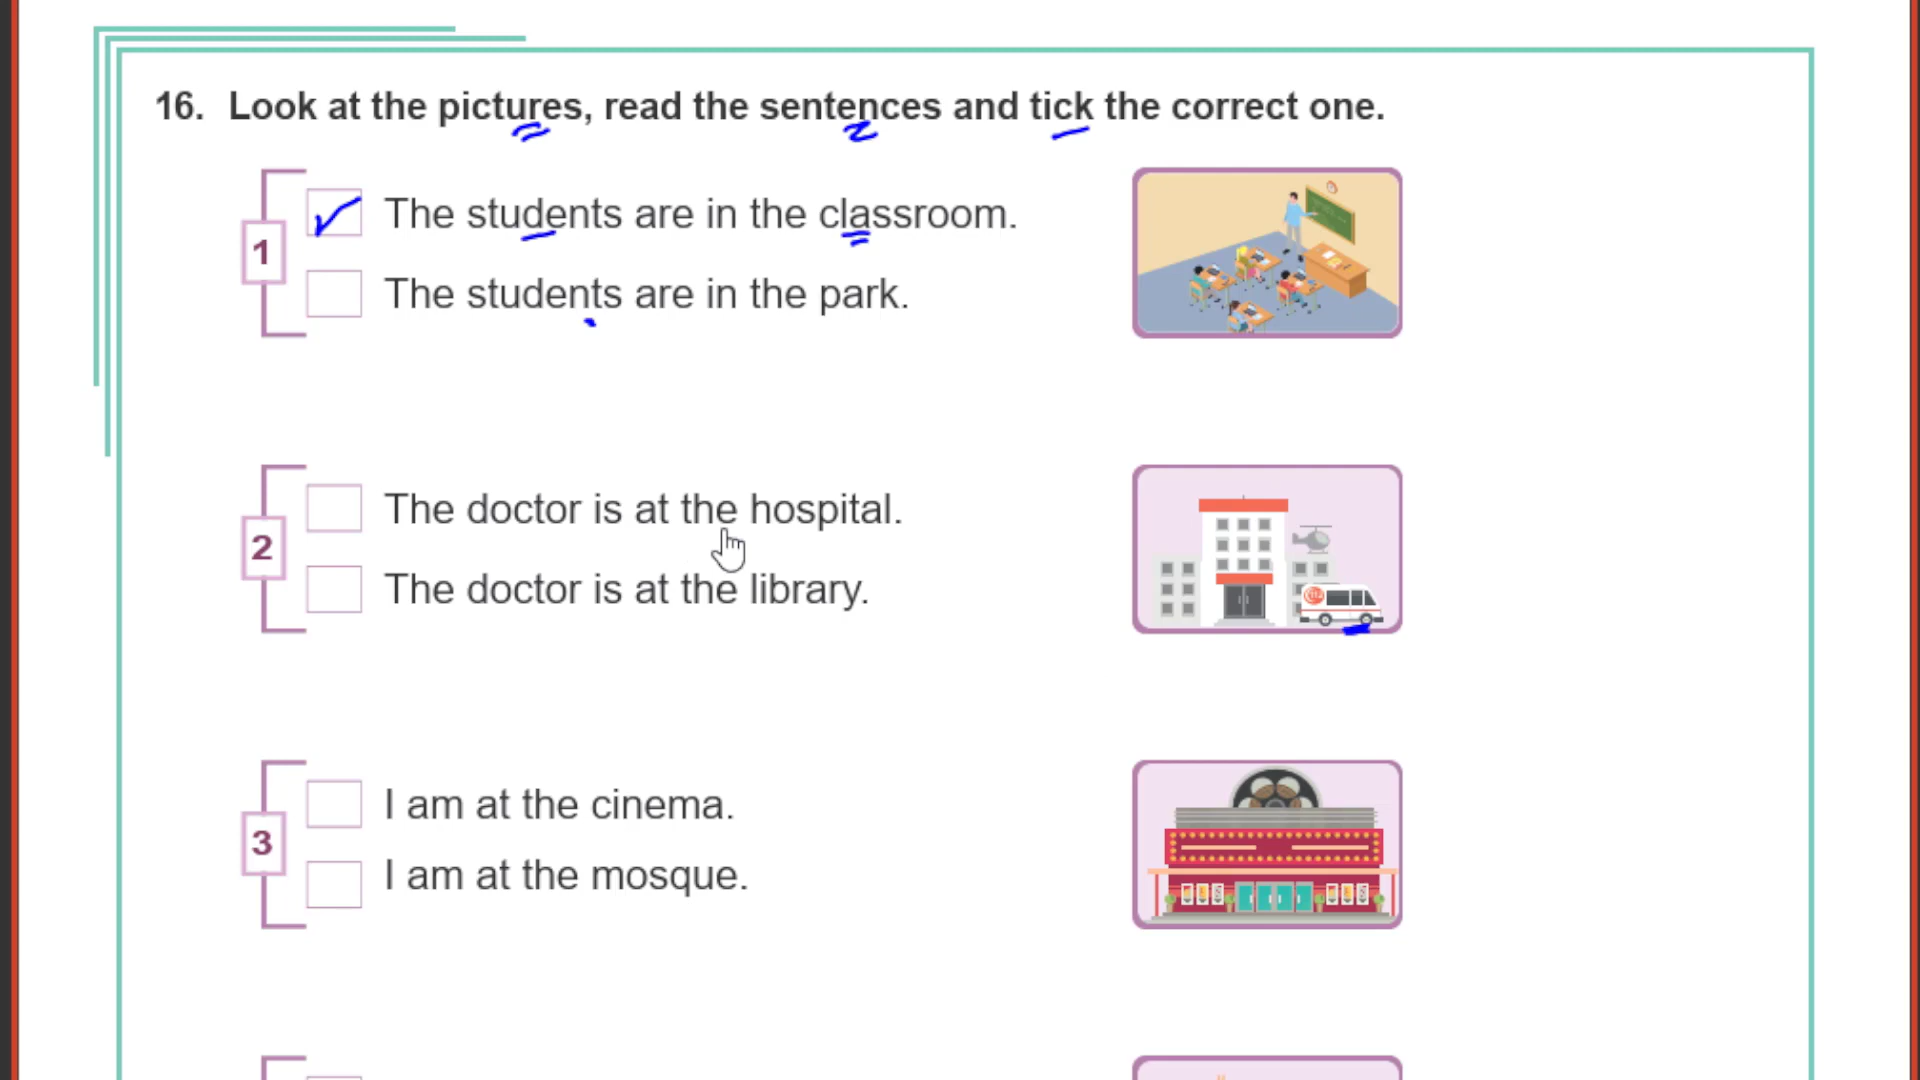 16. Look at the pictures, read the sentences and tick the correct one.
1
The students are in the classroom.
The students are in the park.
2
The doctor is at the hospital.
The doctor is at the library.
3
I am at the cinema.
I am at the mosque.